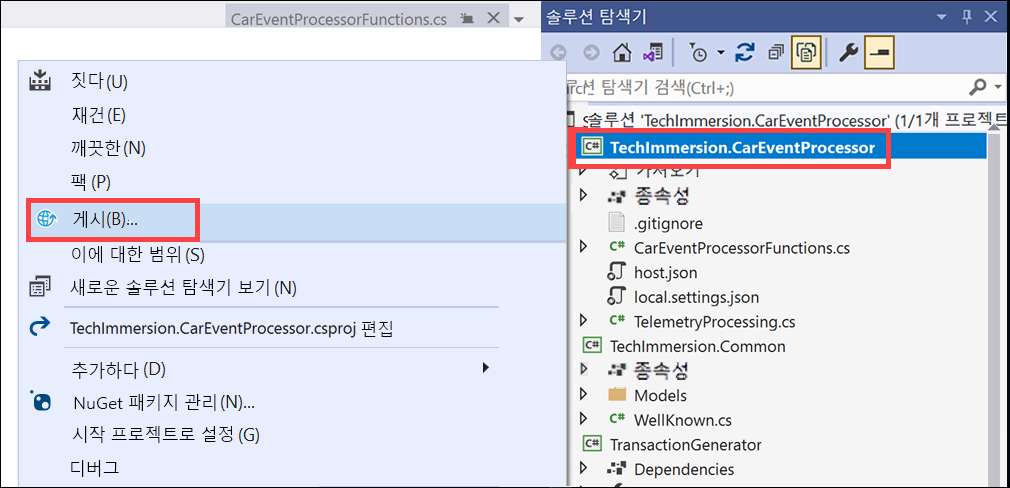 CarEventProcessorFunctions.cs
짓다(U)
재건(E)
깨끗한(N)
팩(P)
게시(B)...
이에 대한 범위(S)
새로운 솔루션 탐색기 보기(N)
TechImmersion.CarEventProcessor.csproj 편집
추가하다(D)
NuGet 패키지 관리(N)...
시작 프로젝트로 설정(G)
디버그
솔루션 탐색기
탐색기 검색(Ctrl+;)
솔루션 'TechImmersion.CarEventProcessor' (1/1개 프로젝트
C# TechImmersion.CarEventProcessor
가져오기
종속성
.gitignore
C# CarEventProcessorFunctions.cs
host.json
local.settings.json
C# TelemetryProcessing.cs
C# TechImmersion.Common
종속성
Models
C# WellKnown.cs
C# TransactionGenerator
Dependencies